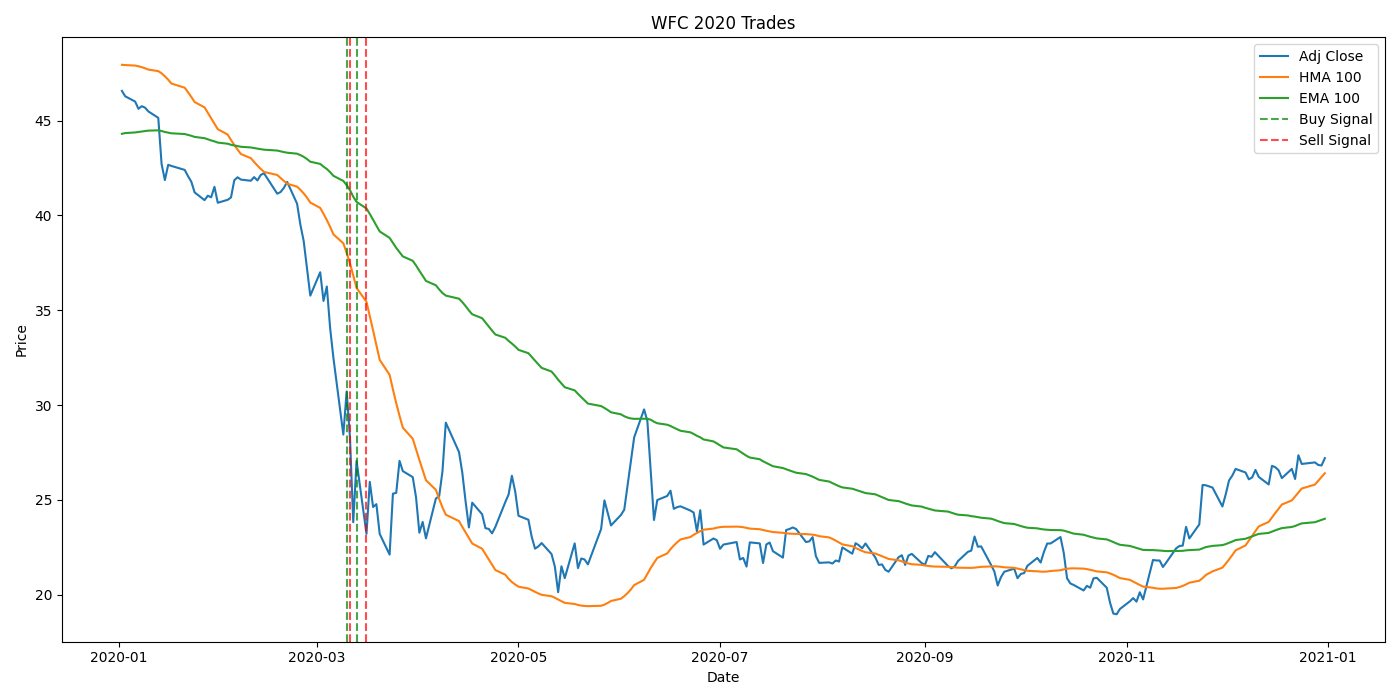 WFC 2020 Trades
Adj Close
HMA 100
EMA 100
Buy Signal
Sell Signal
Price
45
40
35
30
25
20
2020-01
2020-03
2020-05
2020-07
2020-09
2020-11
2021-01
Date